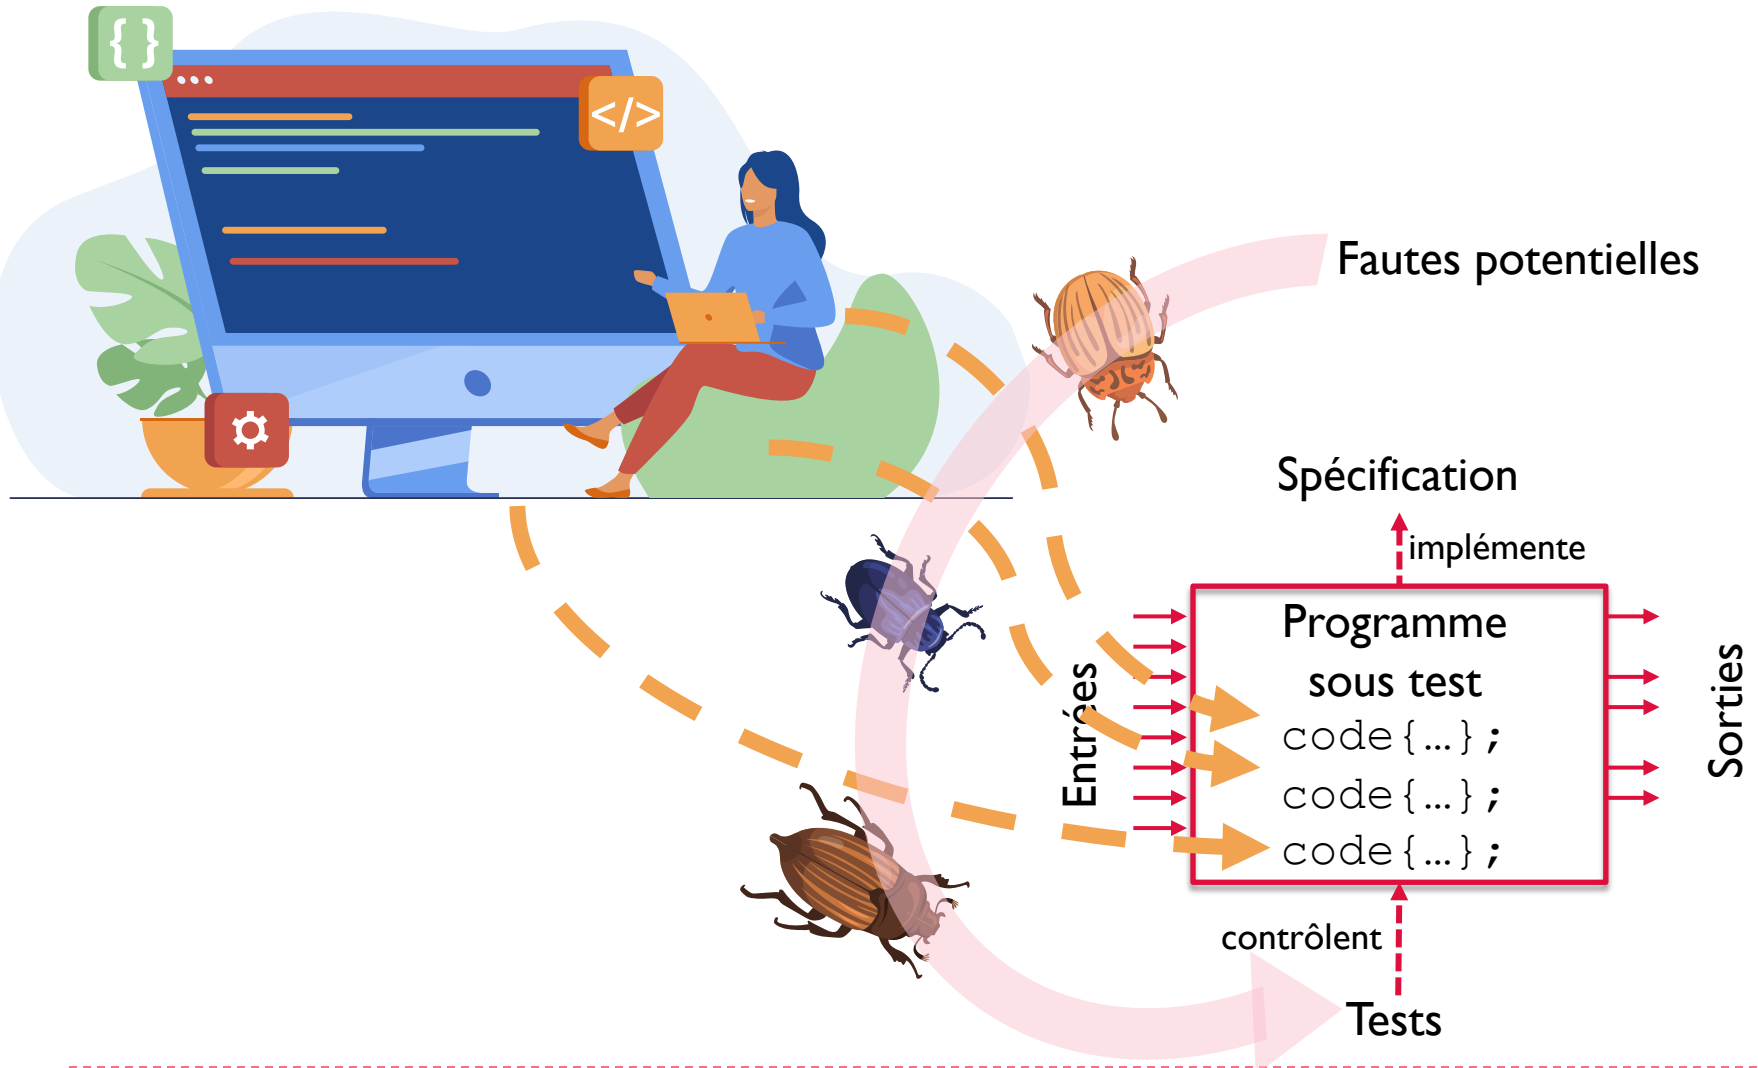 { }
</>
Fautes potentielles
Spécification
implémente
Programme
sous test
code{…};
code{…};
code{…};
Entrées
Sorties
contrôlent
Tests